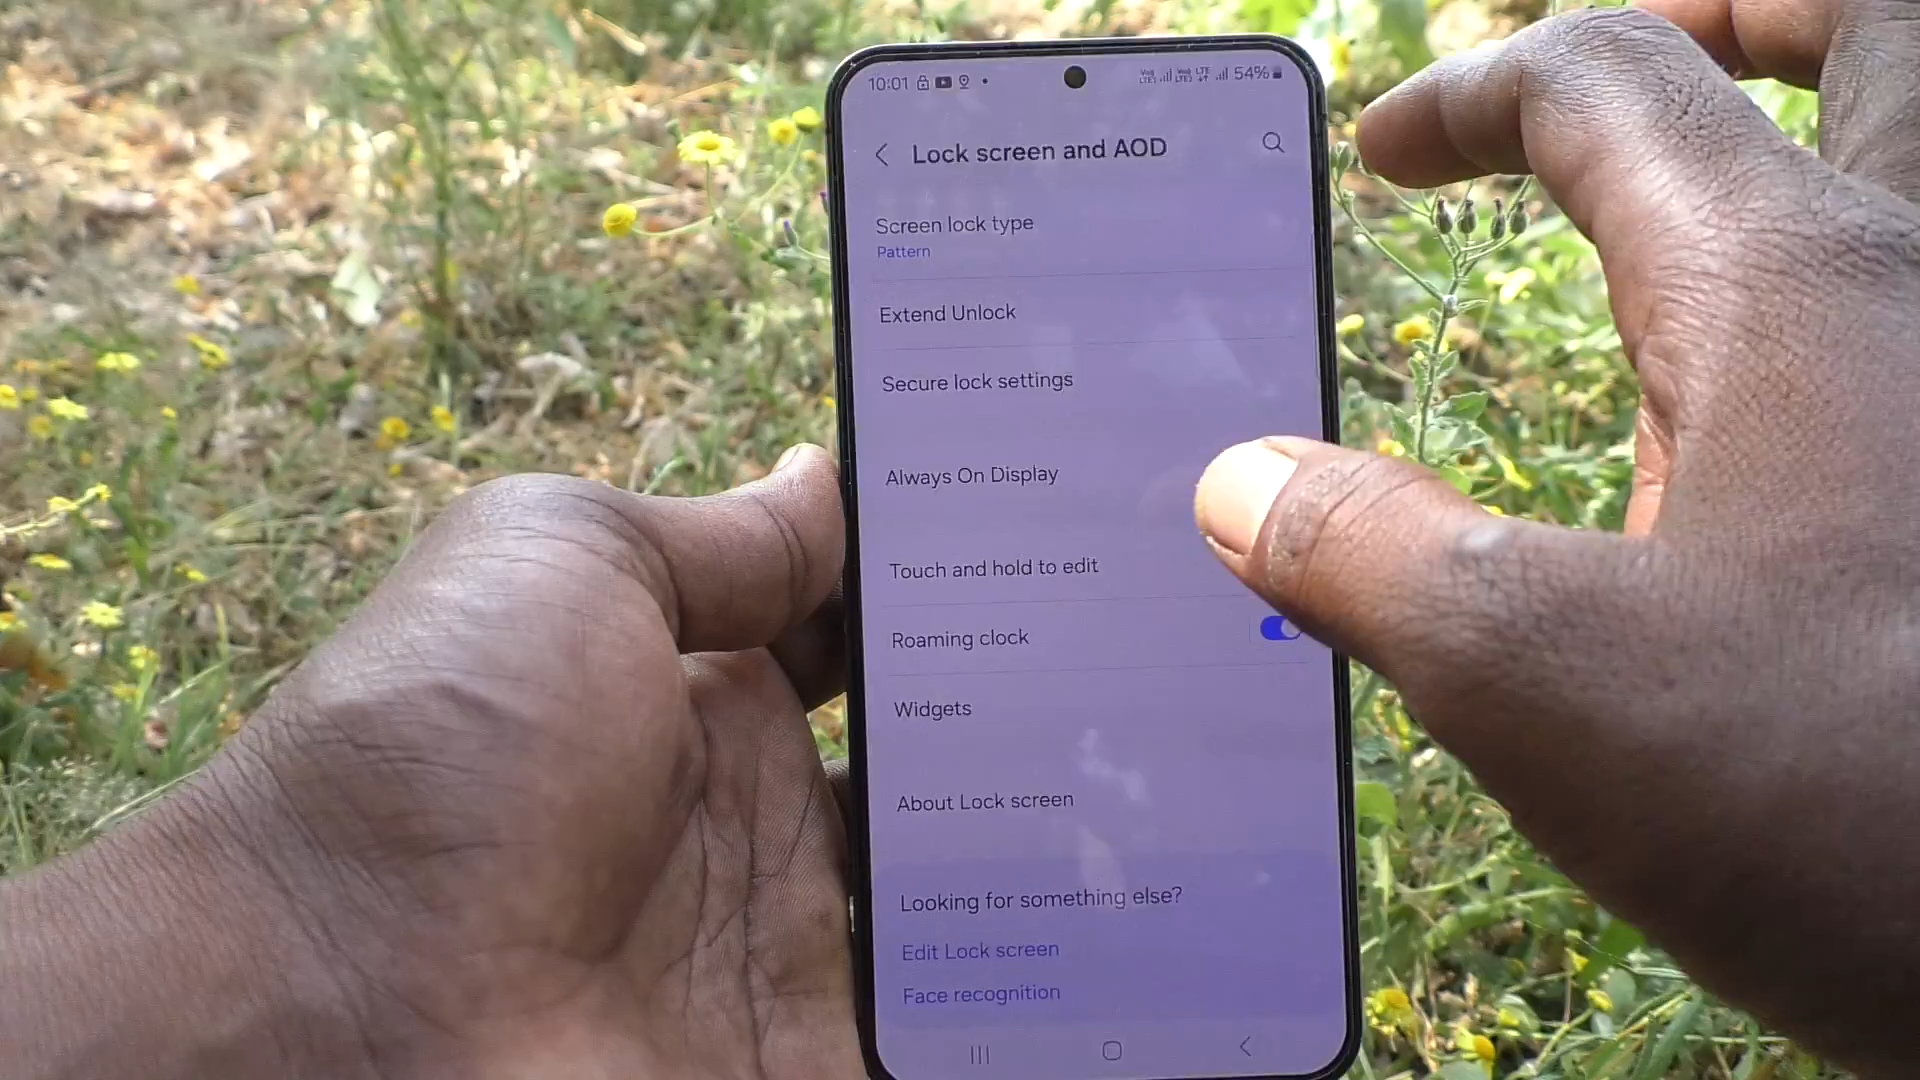 10:01 54%
Lock screen and AOD
Screen lock type
Pattern
Extend Unlock
Secure lock settings
Always On Display
Touch and hold to edit
Roaming clock
Widgets
About Lock screen
Looking for something else?
Edit Lock screen
Face recognition